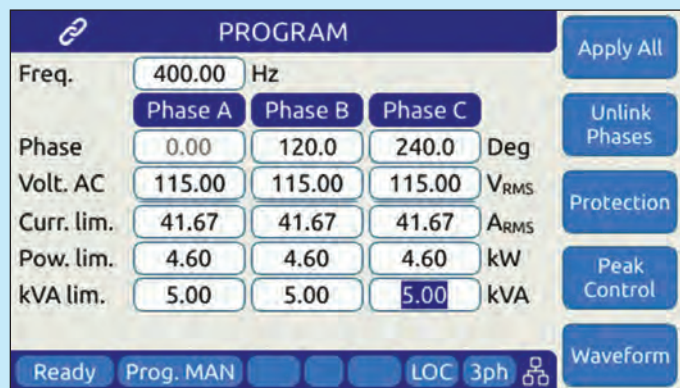 PROGRAM
Apply All
Freq. 400.00 Hz
Phase A Phase B Phase C
Unlink
Phases
Phase 0.00 120.0 240.0 Deg
Volt. AC 115.00 115.00 115.00 VRMS
Protection
Curr. lim. 41.67 41.67 41.67 ARMS
Pow. lim. 4.60 4.60 4.60 kW
Peak
Control
kVA lim. 5.00 5.00 5.00 kVA
Waveform
Ready Prog. MAN LOC 3ph